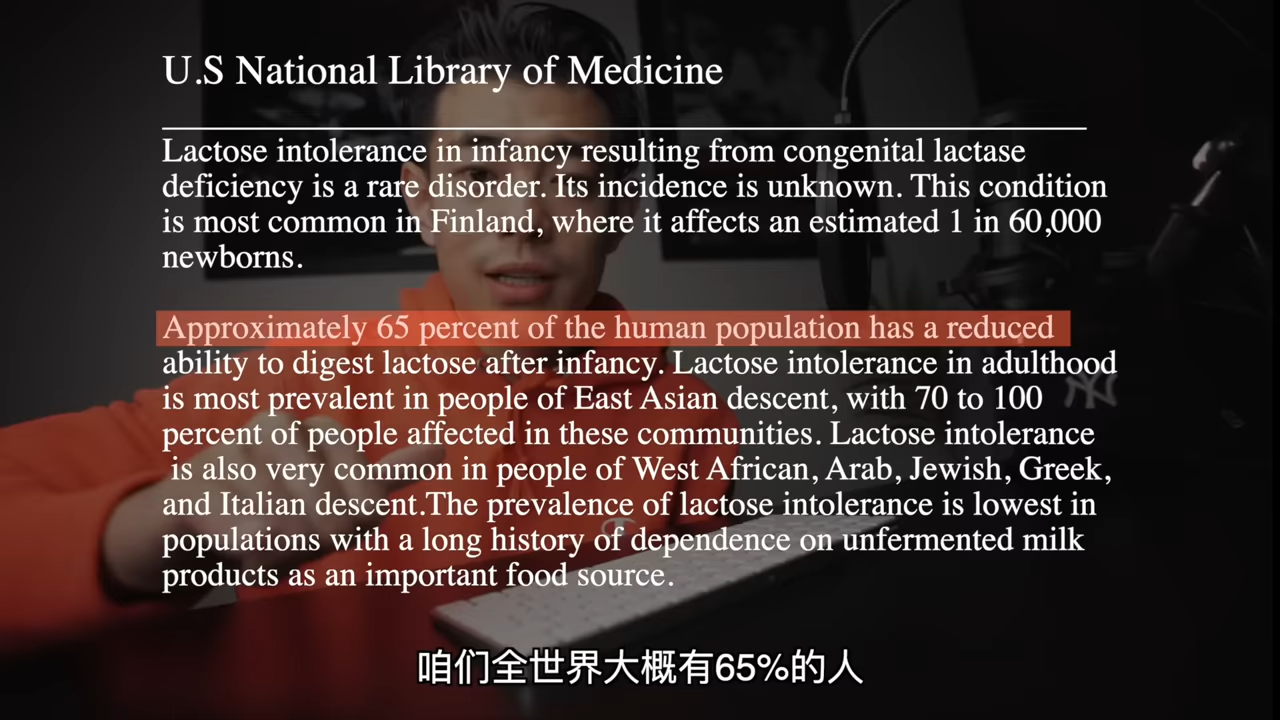 U.S National Library of Medicine
Lactose intolerance in infancy resulting from congenital lactase
deficiency is a rare disorder. Its incidence is unknown. This condition
is most common in Finland, where it affects an estimated 1 in 60,000
newborns.
Approximately 65 percent of the human population has a reduced
ability to digest lactose after infancy. Lactose intolerance in adulthood
is most prevalent in people of East Asian descent, with 70 to 100
percent of people affected in these communities. Lactose intolerance
is also very common in people of West African, Arab, Jewish, Greek,
and Italian descent.The prevalence of lactose intolerance is lowest in
populations with a long history of dependence on unfermented milk
products as an important food source.
NY
咱们全世界大概有65%的人